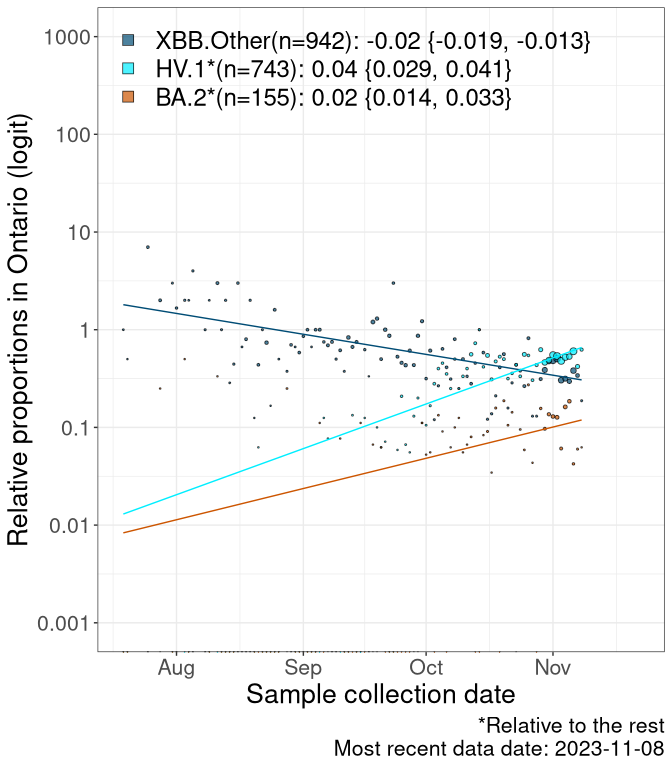 XBB.Other(n=942): -0.02 {-0.019, -0.013}
HV.1*(n=743): 0.04 {0.029, 0.041}
BA.2*(n=155): 0.02 {0.014, 0.033}
Relative proportions in Ontario (logit)
1000
100
10
1
0.1
0.01
0.001
Aug Sep Oct Nov
Sample collection date
*Relative to the rest
Most recent data date: 2023-11-08